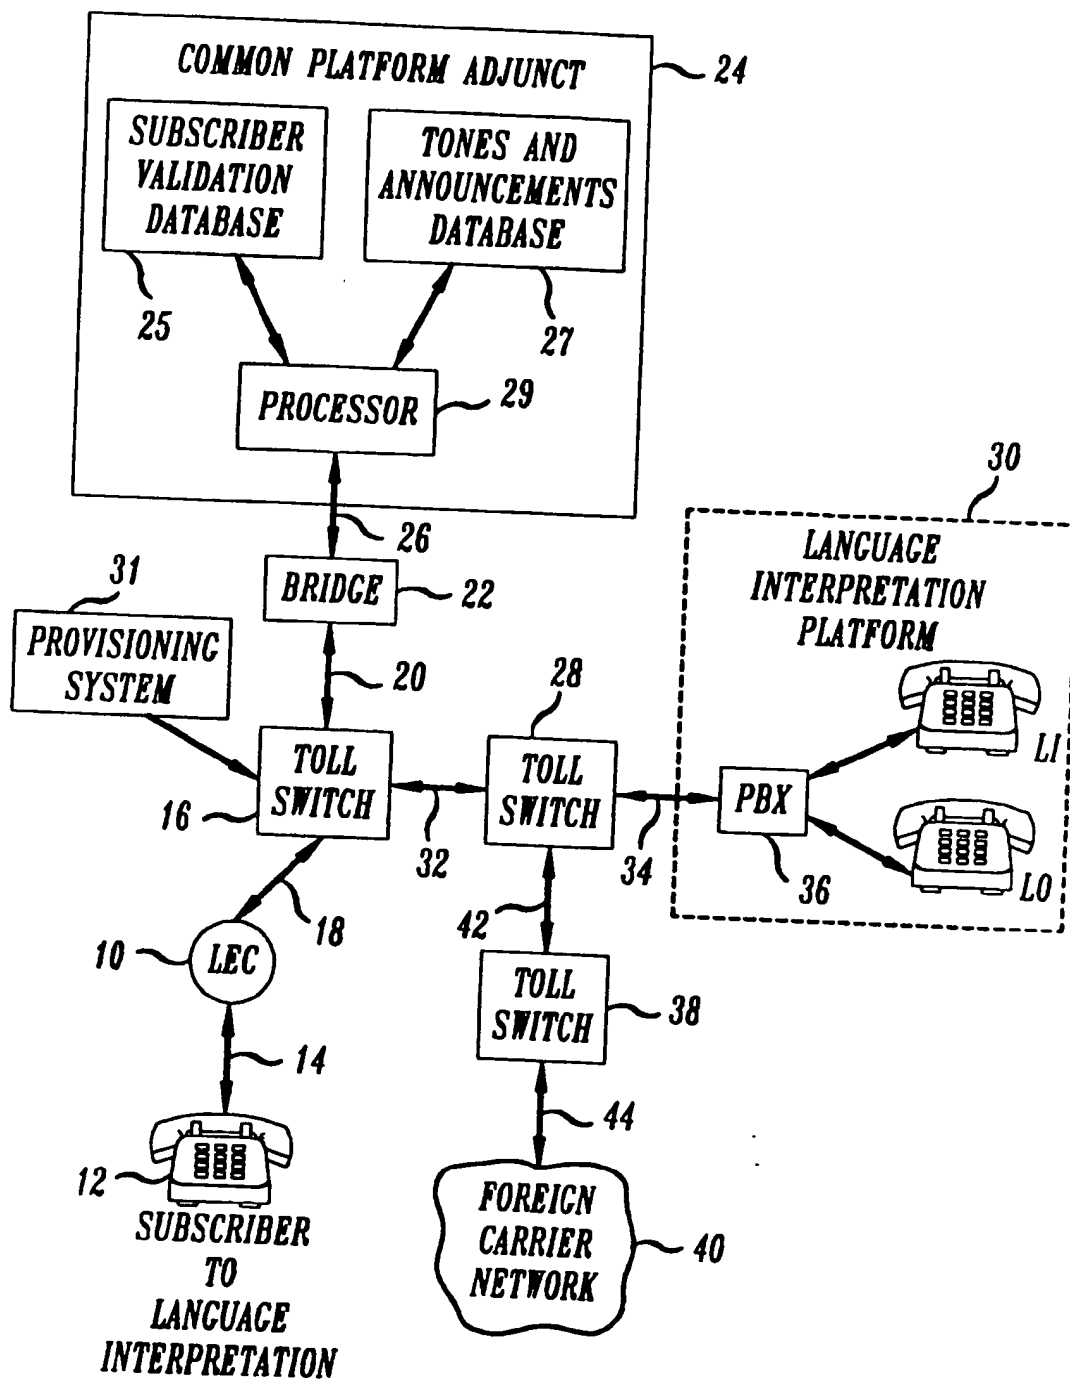 COMMON PLATFORM ADJUNCT
24
SUBSCRIBER
VALIDATION
DATABASE
TONES AND
ANNOUNCEMENTS
DATABASE
25
27
PROCESSOR
29
26
30
LANGUAGE
INTERPRETATION
PLATFORM
31
BRIDGE
22
PROVISIONING
SYSTEM
20
28
TOLL
SWITCH
16
TOLL
SWITCH
32
34
PBX
36
LI
LO
18
42
10
LEC
TOLL
SWITCH
38
14
44
12
SUBSCRIBER
TO
LANGUAGE
INTERPRETATION
FOREIGN
CARRIER
NETWORK
40